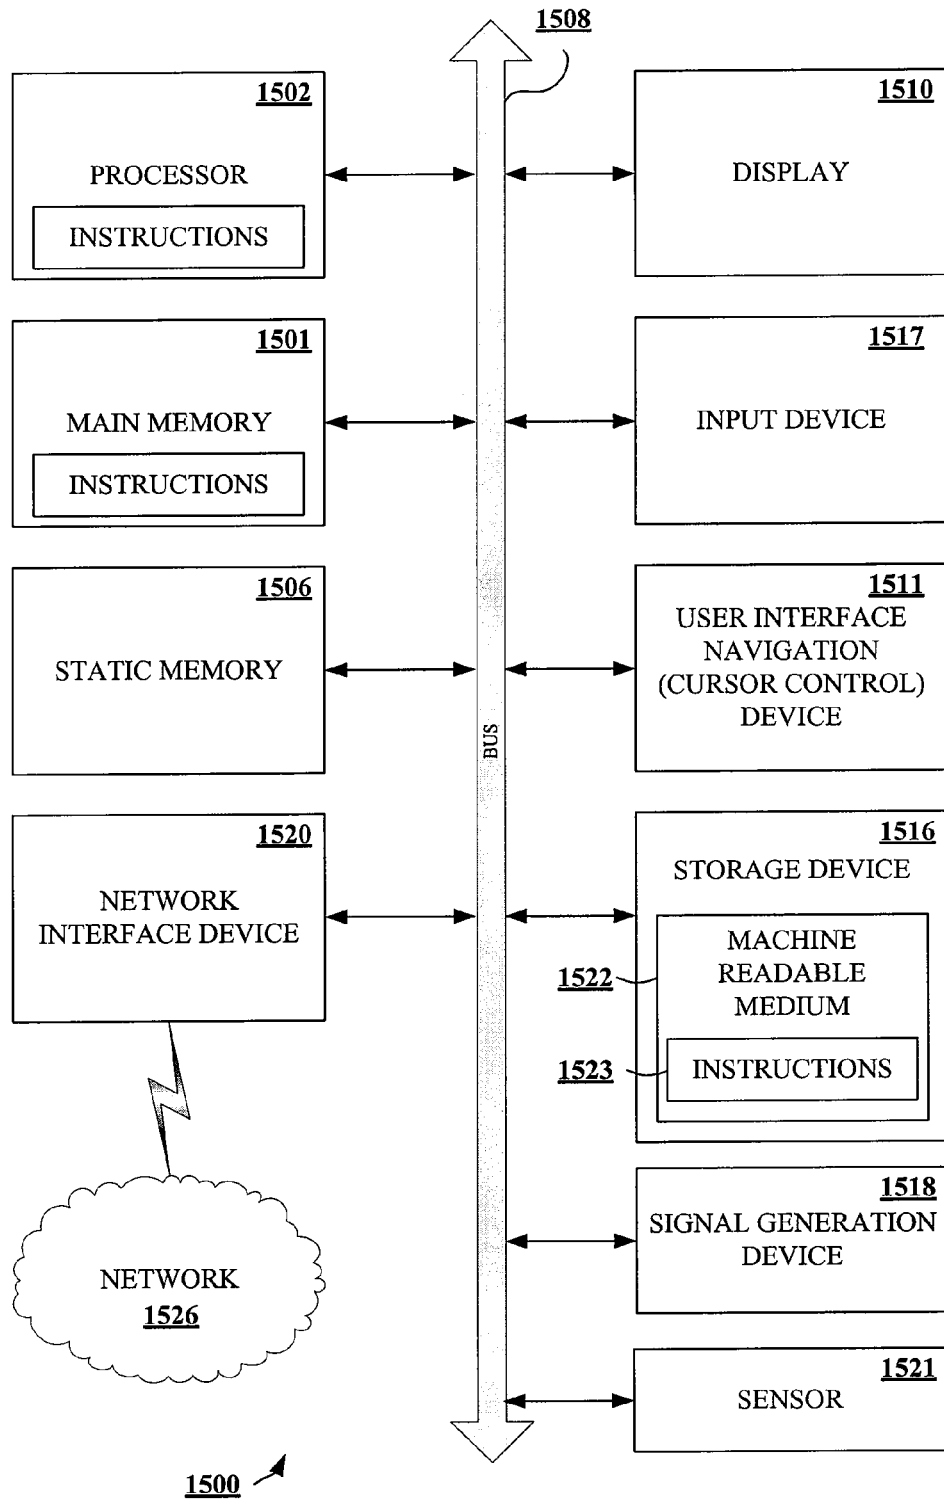 1508
1502
PROCESSOR
INSTRUCTIONS
1501
MAIN MEMORY
INSTRUCTIONS
1506
STATIC MEMORY
1520
NETWORK
INTERFACE DEVICE
NETWORK
1526
1500
BUS
1510
DISPLAY
1517
INPUT DEVICE
1511
USER INTERFACE
NAVIGATION
(CURSOR CONTROL)
DEVICE
1516
STORAGE DEVICE
MACHINE
READABLE
MEDIUM
1522
INSTRUCTIONS
1523
1518
SIGNAL GENERATION
DEVICE
1521
SENSOR